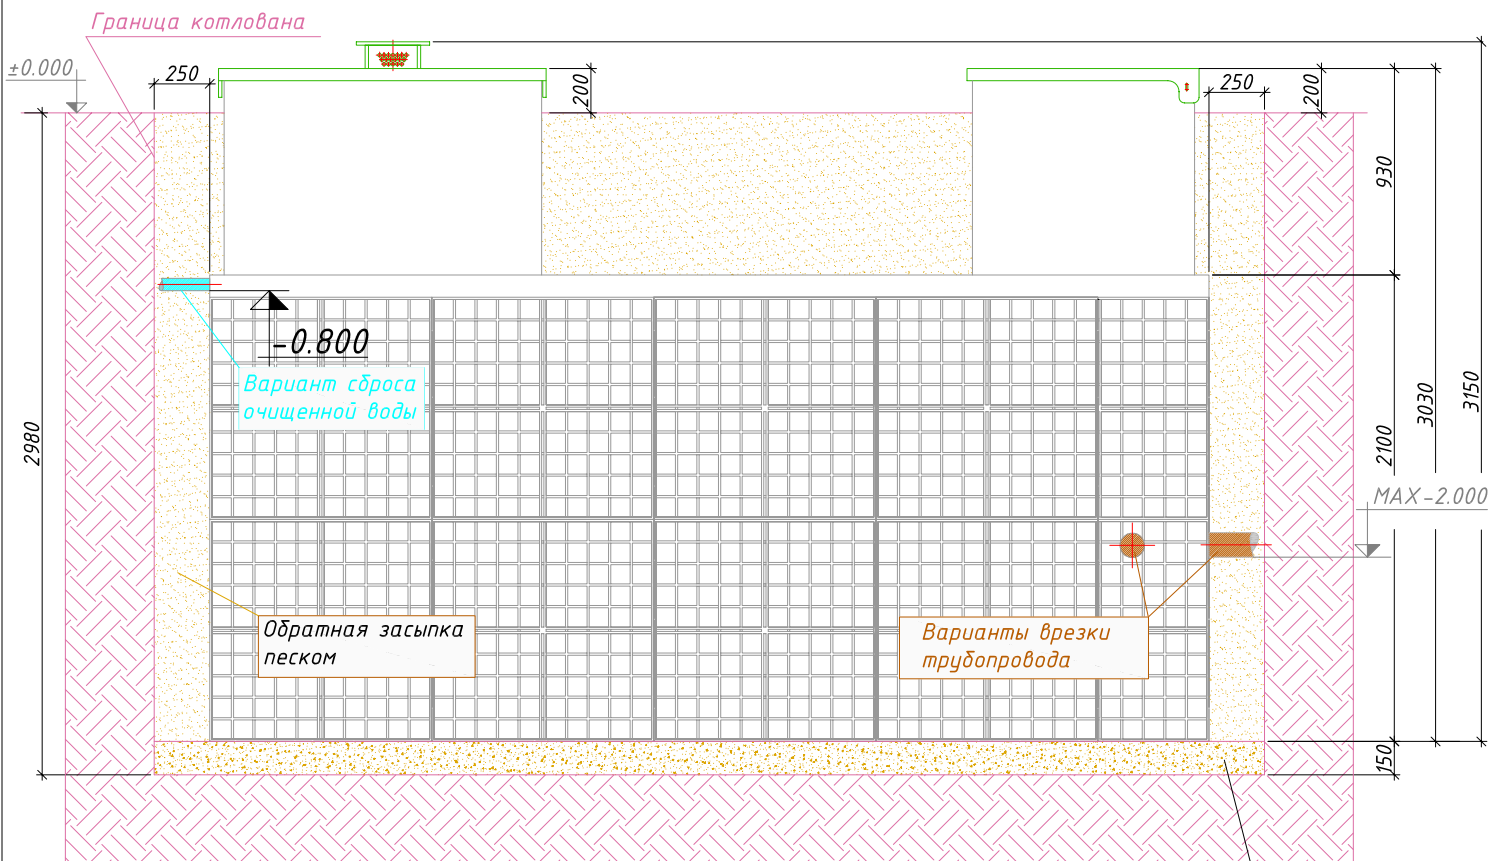 Граница котлована
±0.000
250
200
250
200
930
-0.800
Вариант сброса
очищенной воды
2980
2100
3030
3150
MAX-2.000
Обратная засыпка
песком
Варианты врезки
трубопровода
150